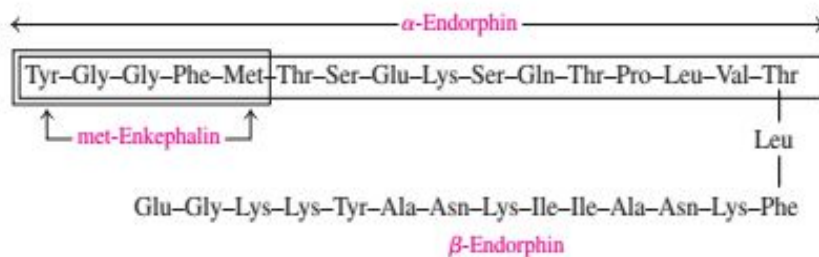 α-Endorphin
Tyr–Gly–Gly–Phe–Met–Thr–Ser–Glu–Lys–Ser–Gln–Thr–Pro–Leu–Val–Thr
met-Enkephalin
Leu
Glu–Gly–Lys–Lys–Tyr–Ala–Asn–Lys–Ile–Ile–Ala–Asn–Lys–Phe
β-Endorphin